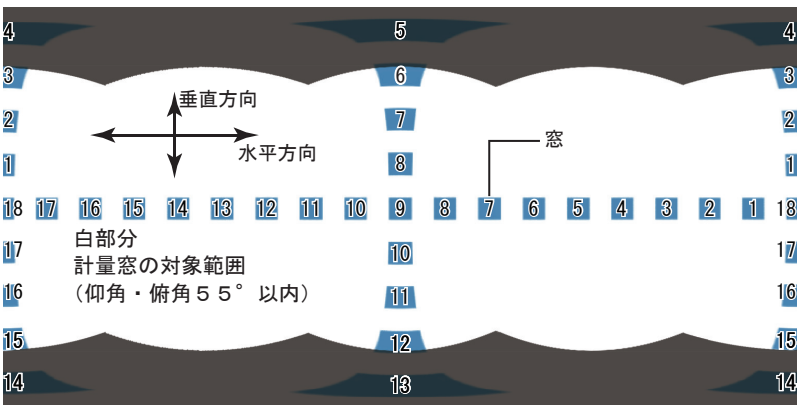 4 5 4
3 6 3
垂直方向
2 7 2
窓
水平方向
1 8 1
18 17 16 15 14 13 12 11 10 9 8 7 6 5 4 3 2 1 18
白部分
17 10 17
計量窓の対象範囲
16 11 16
(仰角・俯角55°以内)
15 12 15
14 13 14